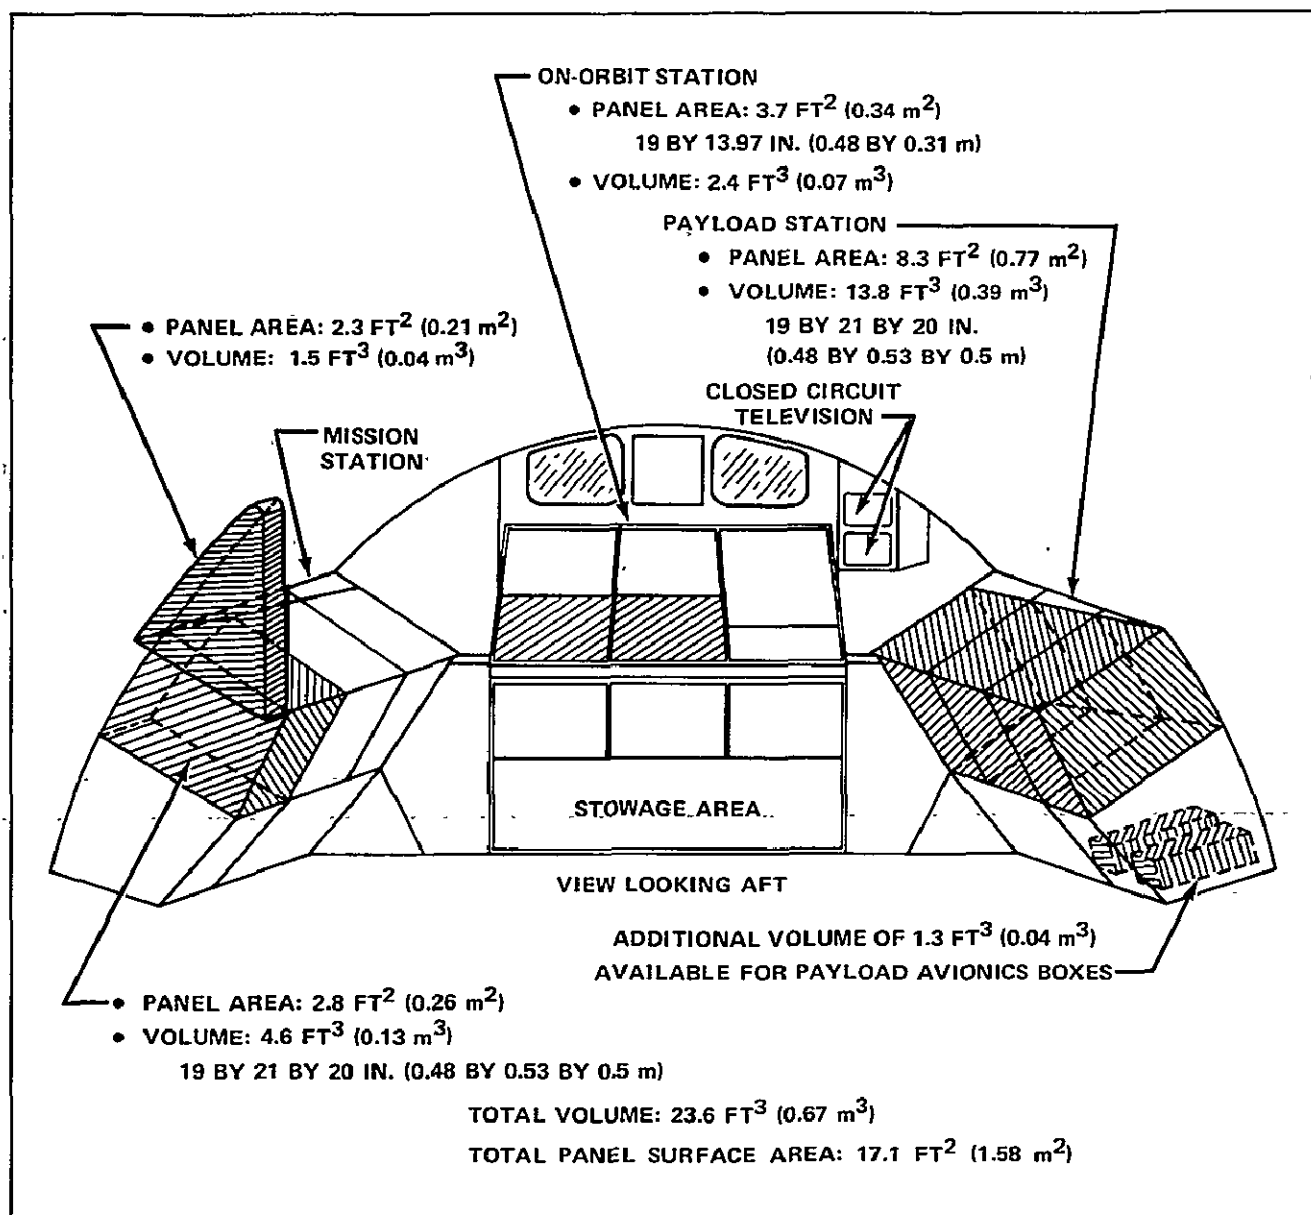 ON-ORBIT STATION
• PANEL AREA: 3.7 FT² (0.34 m²)
19 BY 13.97 IN. (0.48 BY 0.31 m)
• VOLUME: 2.4 FT³ (0.07 m³)
PAYLOAD STATION
• PANEL AREA: 8.3 FT² (0.77 m²)
• VOLUME: 13.8 FT³ (0.39 m³)
19 BY 21 BY 20 IN.
(0.48 BY 0.53 BY 0.5 m)
• PANEL AREA: 2.3 FT² (0.21 m²)
• VOLUME: 1.5 FT³ (0.04 m³)
CLOSED CIRCUIT
TELEVISION
MISSION
STATION
STOWAGE AREA
VIEW LOOKING AFT
ADDITIONAL VOLUME OF 1.3 FT³ (0.04 m³)
AVAILABLE FOR PAYLOAD AVIONICS BOXES
• PANEL AREA: 2.8 FT² (0.26 m²)
• VOLUME: 4.6 FT³ (0.13 m³)
19 BY 21 BY 20 IN. (0.48 BY 0.53 BY 0.5 m)
TOTAL VOLUME: 23.6 FT³ (0.67 m³)
TOTAL PANEL SURFACE AREA: 17.1 FT² (1.58 m²)